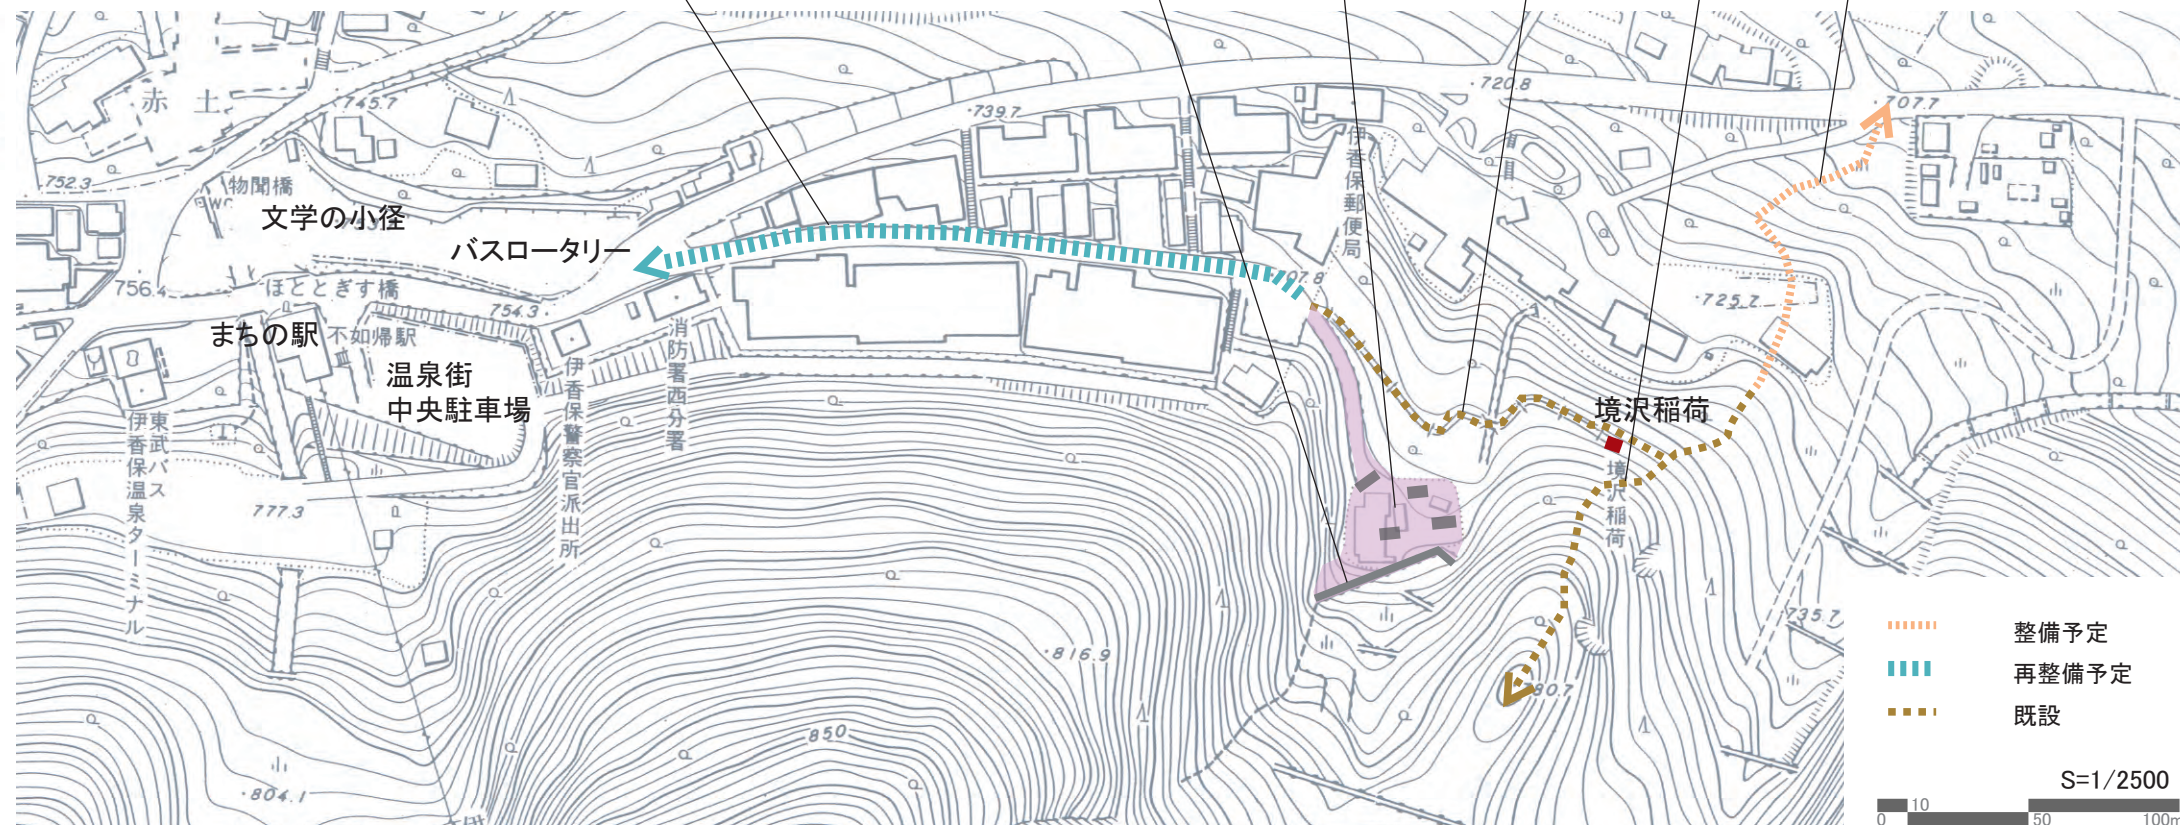 赤土
745.7
739.7
720.8
707.7
752.3
物聞橋
WC
文学の小径
バスロータリー
伊香保郵便局
756.4
ほととぎす橋
754.3
725.7
まちの駅
不如帰駅
消防署西分署
温泉街
中央駐車場
伊香保警察官派出所
東武バス
伊香保温泉ターミナル
境沢稲荷
境沢稲荷
777.3
816.9
780.7
735.7
850
804.1
整備予定
再整備予定
既設
S=1/2500
10
0
50
100m